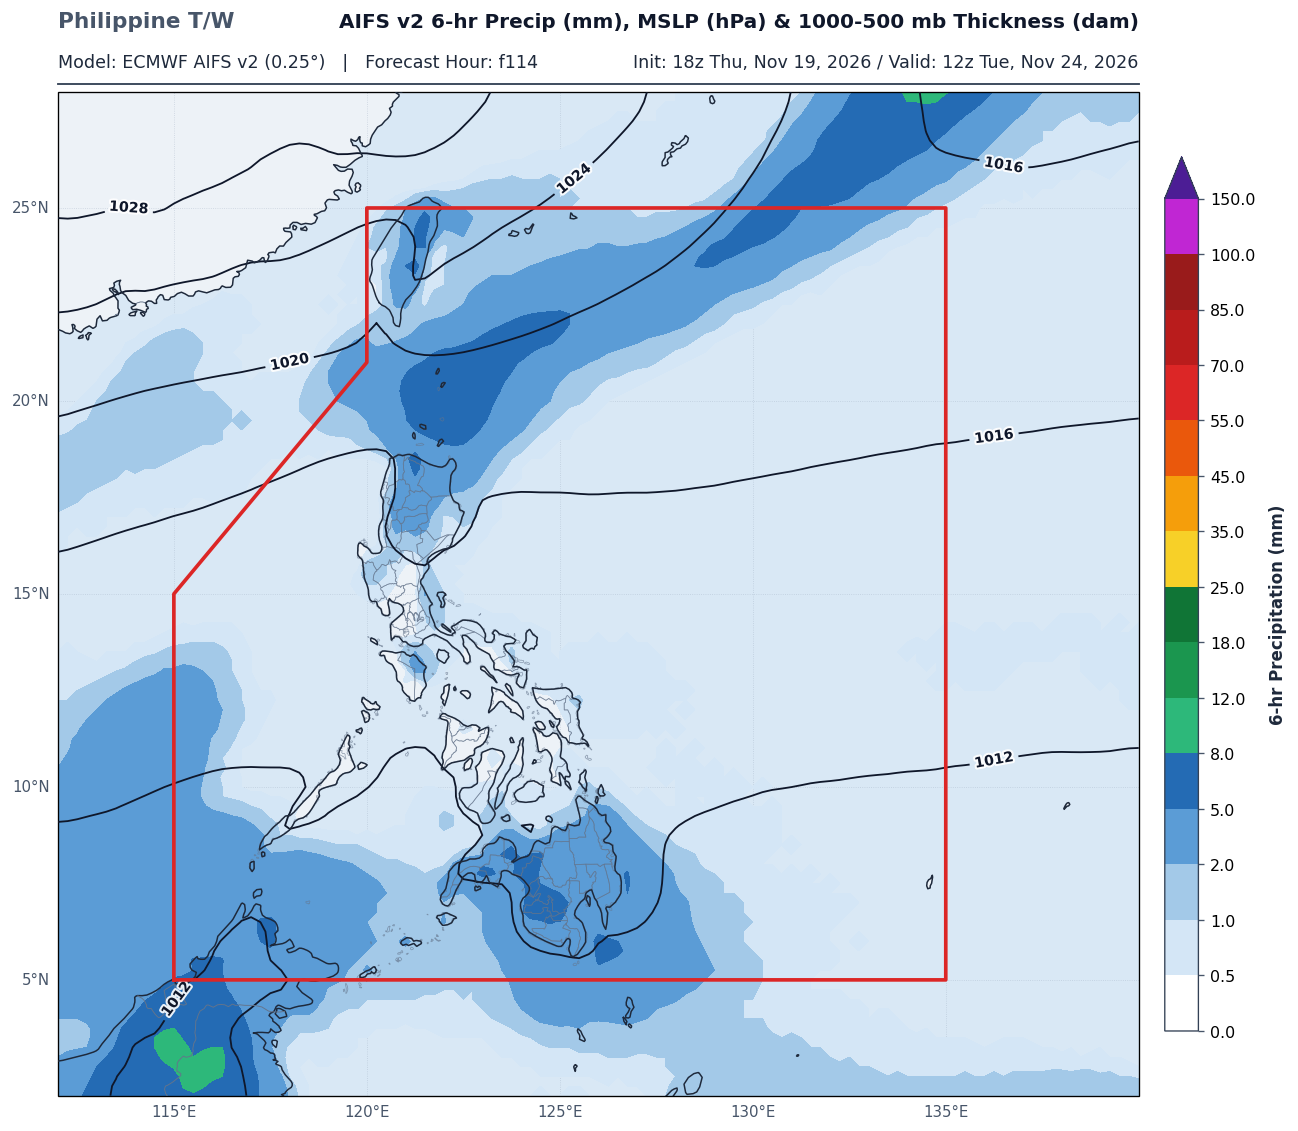 Philippine T/W
AIFS v2 6-hr Precip (mm), MSLP (hPa) & 1000-500 mb Thickness (dam)
Model: ECMWF AIFS v2 (0.25°) | Forecast Hour: f114
Init: 18z Thu, Nov 19, 2026 / Valid: 12z Tue, Nov 24, 2026
1016
1024
1028
1020
1016
1012
1012
25°N
20°N
15°N
10°N
5°N
115°E
120°E
125°E
130°E
135°E
150.0
100.0
85.0
70.0
55.0
45.0
35.0
25.0
18.0
12.0
8.0
5.0
2.0
1.0
0.5
0.0
6-hr Precipitation (mm)